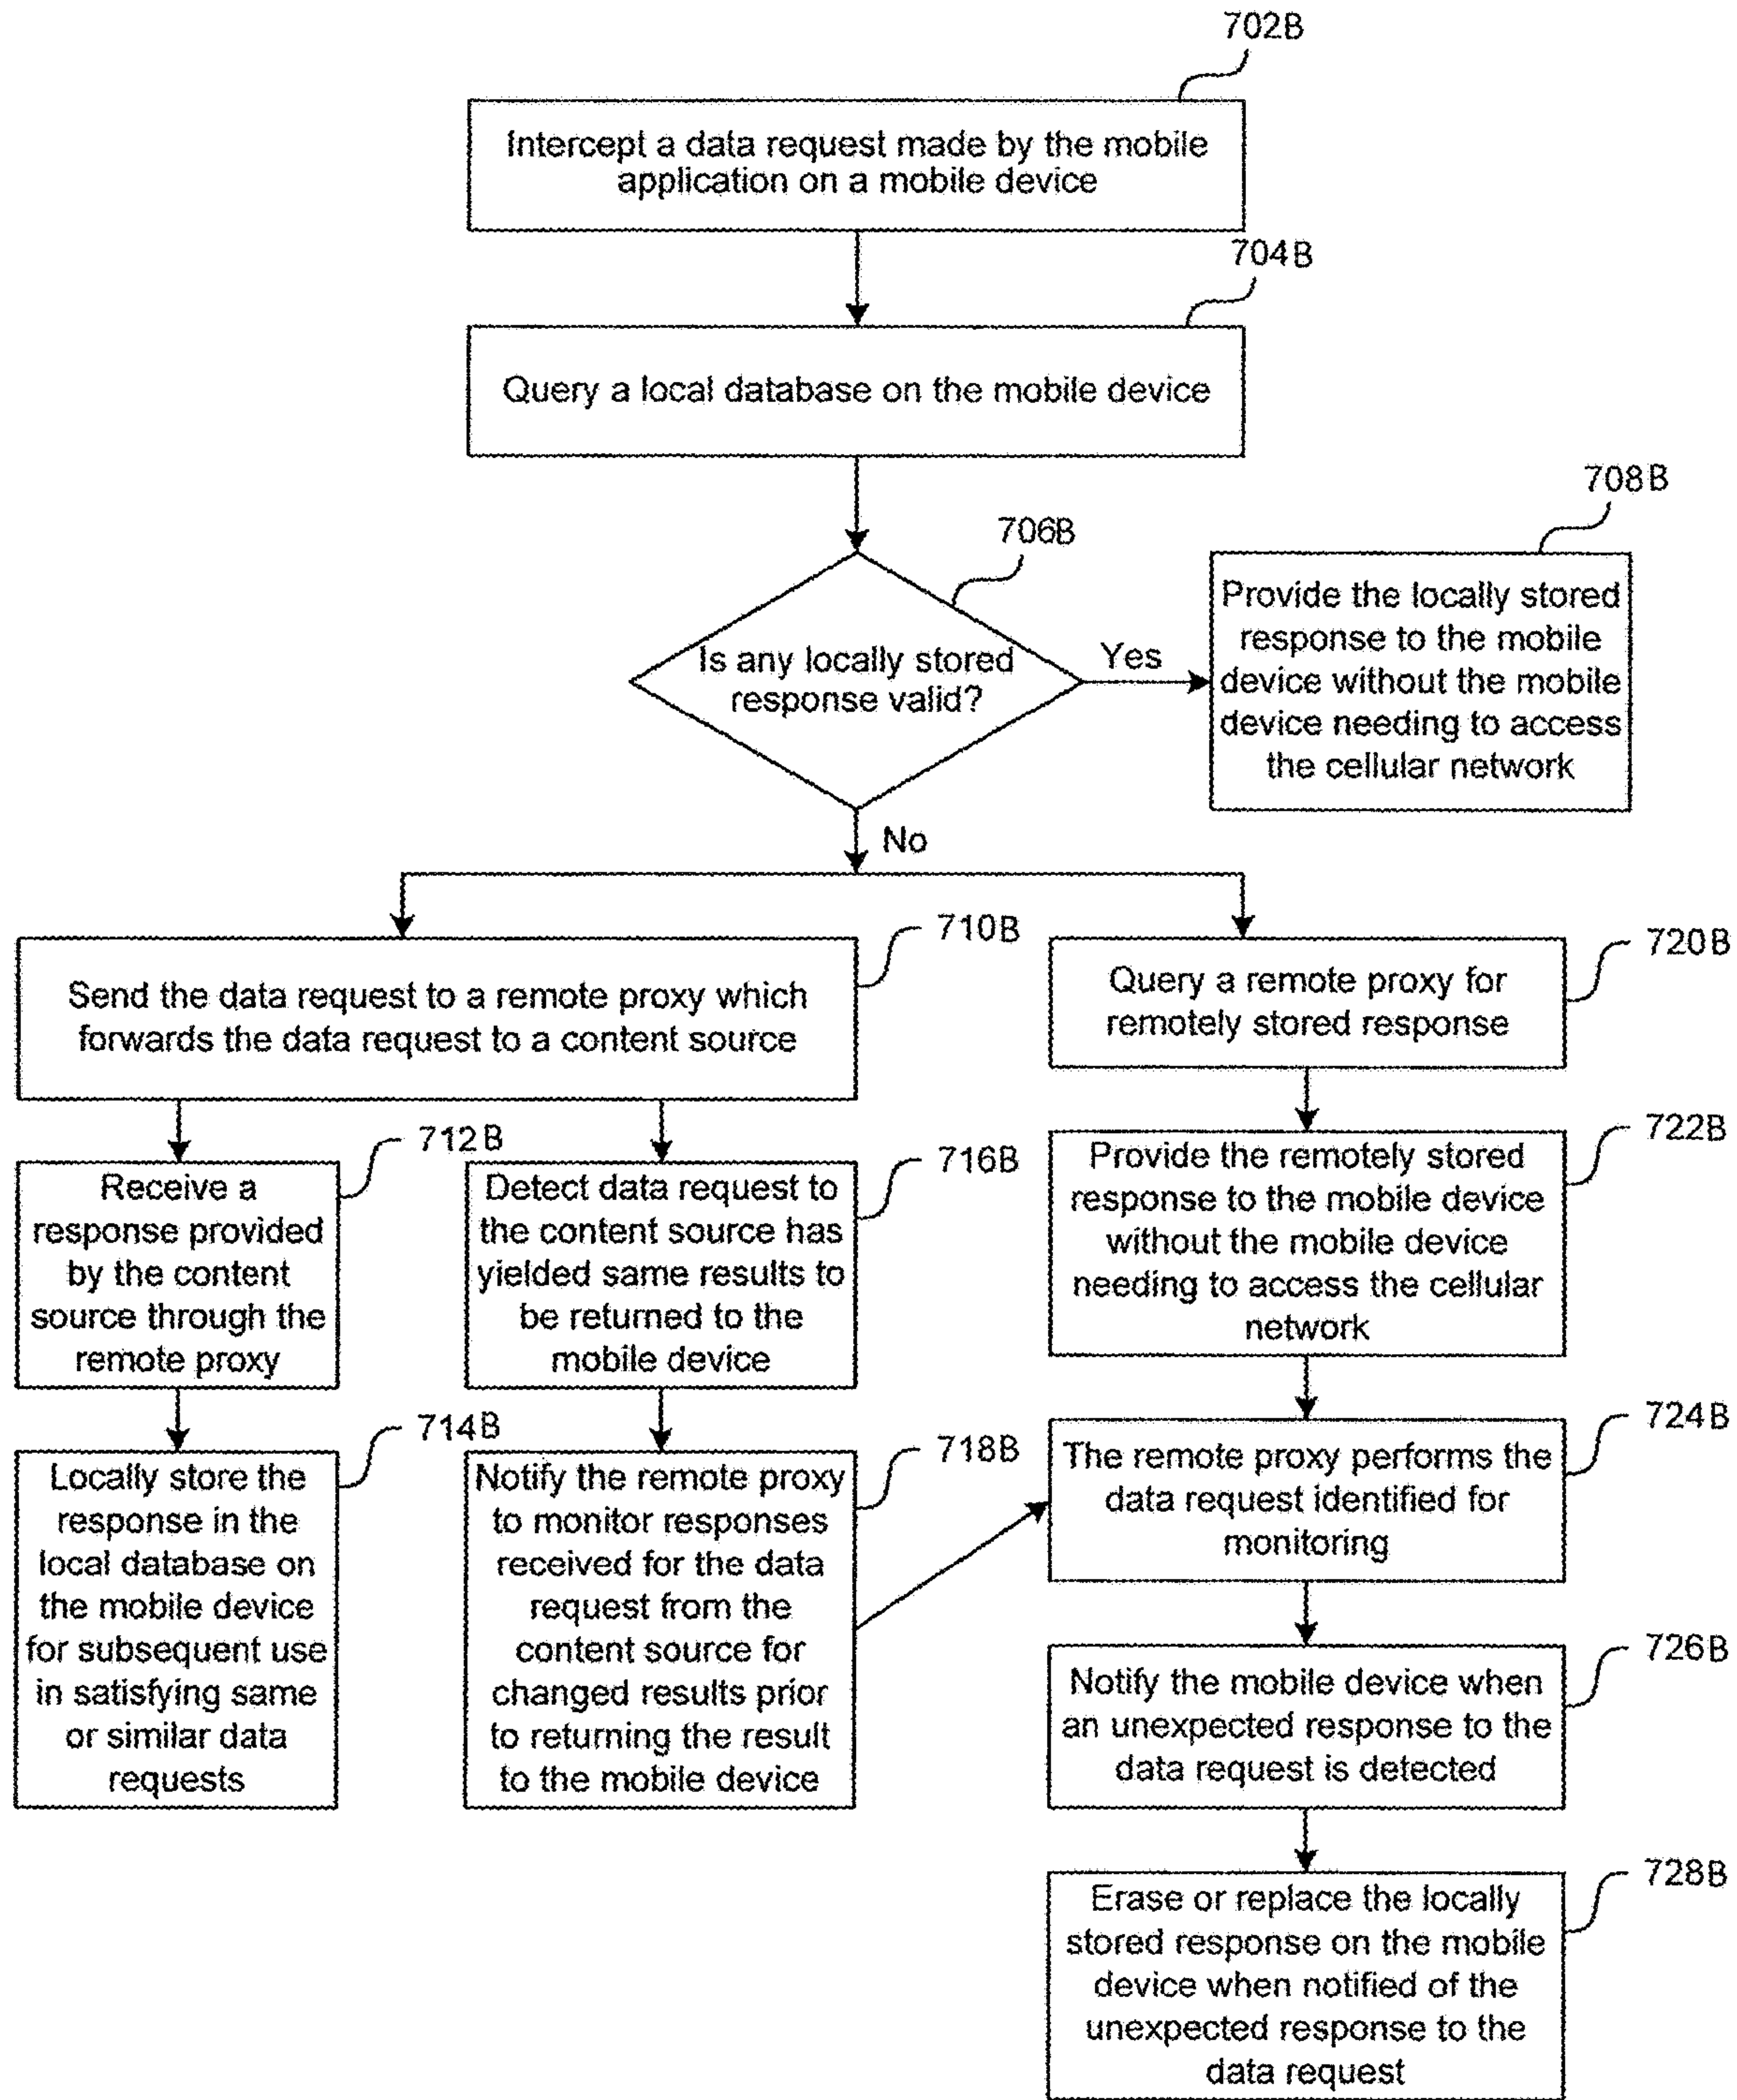 702B
Intercept a data request made by the mobile
application on a mobile device
704B
Query a local database on the mobile device
706B
Is any locally stored
response valid?
Yes
708B
Provide the locally stored
response to the mobile
device without the mobile
device needing to access
the cellular network
No
710B
Send the data request to a remote proxy which
forwards the data request to a content source
712B
Receive a
response provided
by the content
source through the
remote proxy
714B
Locally store the
response in the
local database on
the mobile device
for subsequent use
in satisfying same
or similar data
requests
716B
Detect data request to
the content source has
yielded same results to
be returned to the
mobile device
718B
Notify the remote proxy
to monitor responses
received for the data
request from the
content source for
changed results prior
to returning the result
to the mobile device
720B
Query a remote proxy for
remotely stored response
722B
Provide the remotely stored
response to the mobile device
without the mobile device
needing to access the cellular
network
724B
The remote proxy performs the
data request identified for
monitoring
726B
Notify the mobile device when
an unexpected response to the
data request is detected
728B
Erase or replace the locally
stored response on the mobile
device when notified of the
unexpected response to the
data request